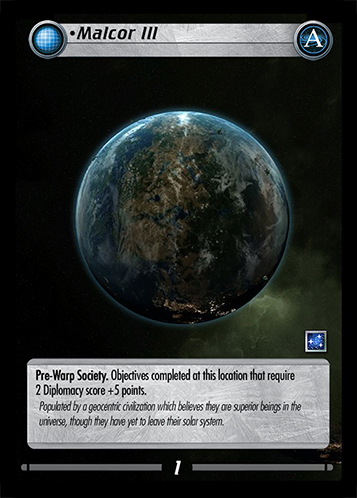 •Malcor III
A
Pre-Warp Society. Objectives completed at this location that require
2 Diplomacy score +5 points.
Populated by a geocentric civilization which believes they are superior beings in the
universe, though they have yet to leave their solar system.
1